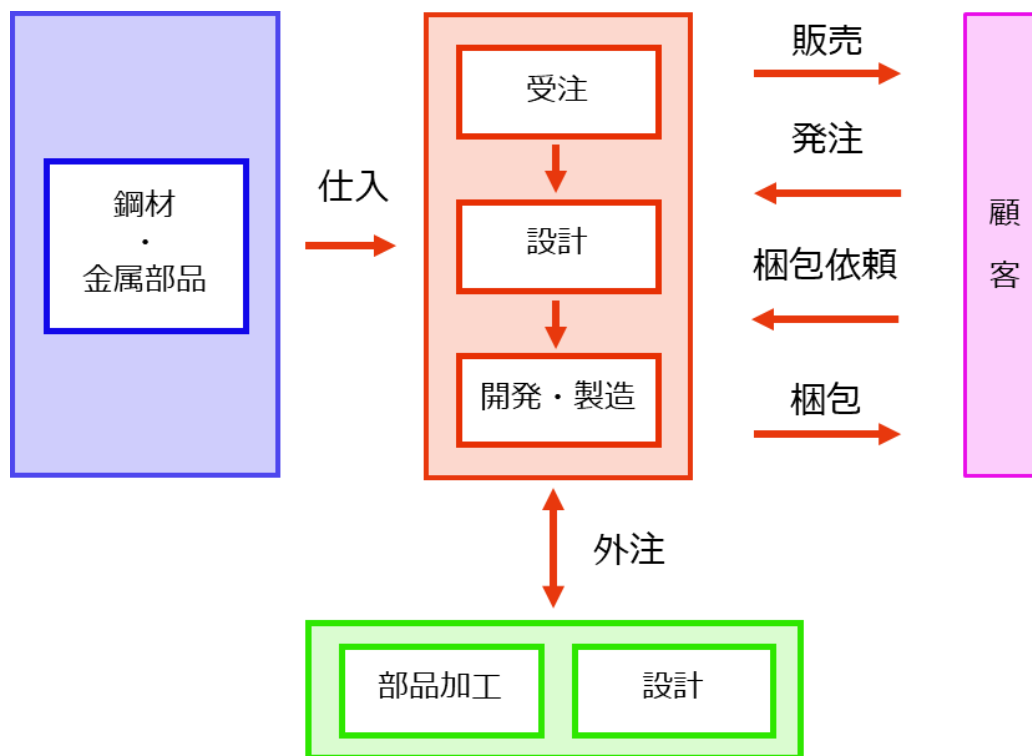 鋼材
・
金属部品
仕入
受注
設計
開発・製造
販売
発注
梱包依頼
梱包
顧
客
外注
部品加工
設計